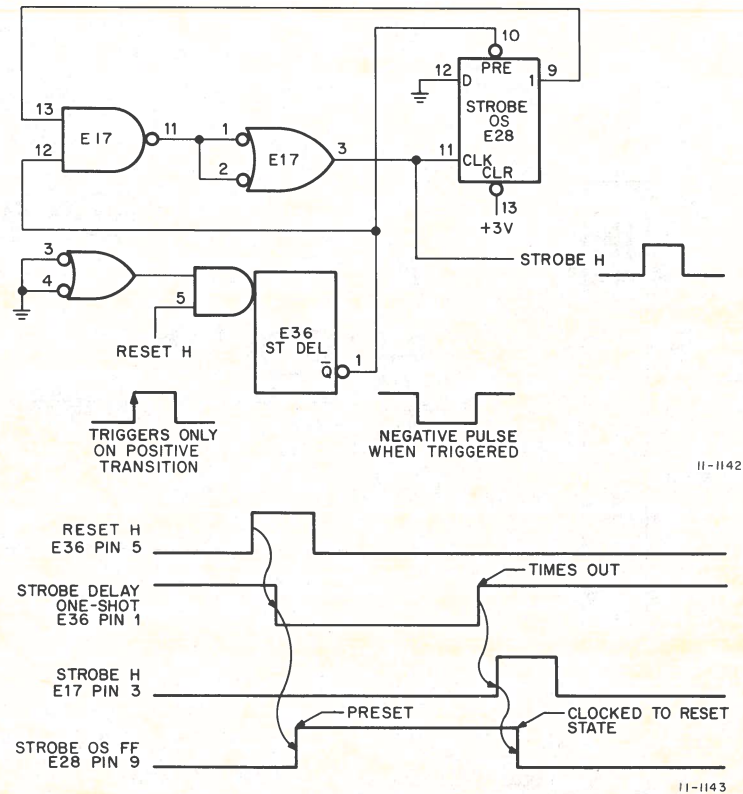 10
12
D
PRE
1
9
STROBE
OS
E28
13
E17
11
1
2
E17
3
11
CLK
CLR
12
13
+3V
STROBE H
3
4
5
RESET H
E36
ST DEL
Q̅
1
TRIGGERS ONLY
ON POSITIVE
TRANSITION
NEGATIVE PULSE
WHEN TRIGGERED
11-1142
RESET H
E36 PIN 5
TIMES OUT
STROBE DELAY
ONE-SHOT
E36 PIN 1
STROBE H
E17 PIN 3
PRESET
CLOCKED TO RESET
STATE
STROBE OS FF
E28 PIN 9
11-1143